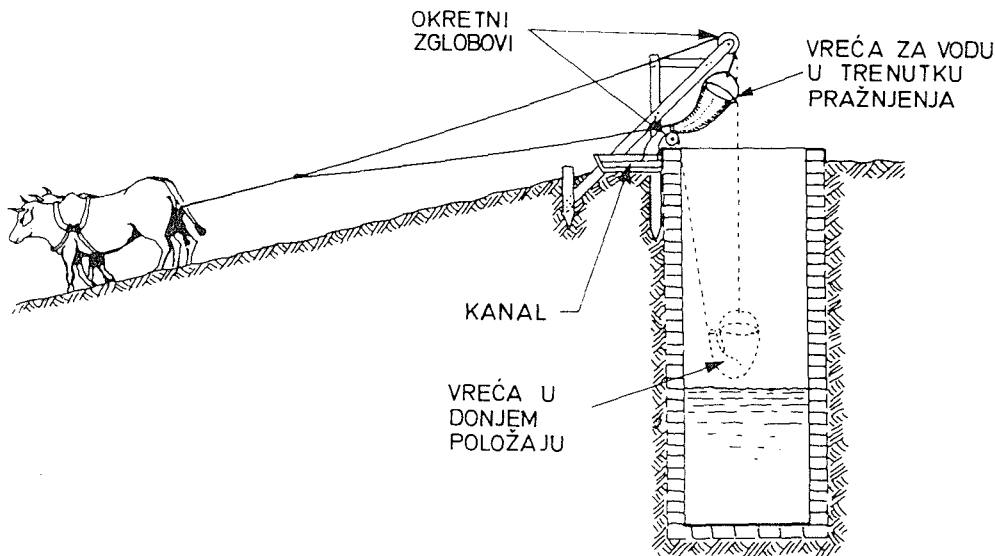 OKRETNI
ZGLOBOVI
VREĆA ZA VODU
U TRENUTKU
PRAŽNJENJA
KANAL
VREĆA U
DONJEM
POLOŽAJU